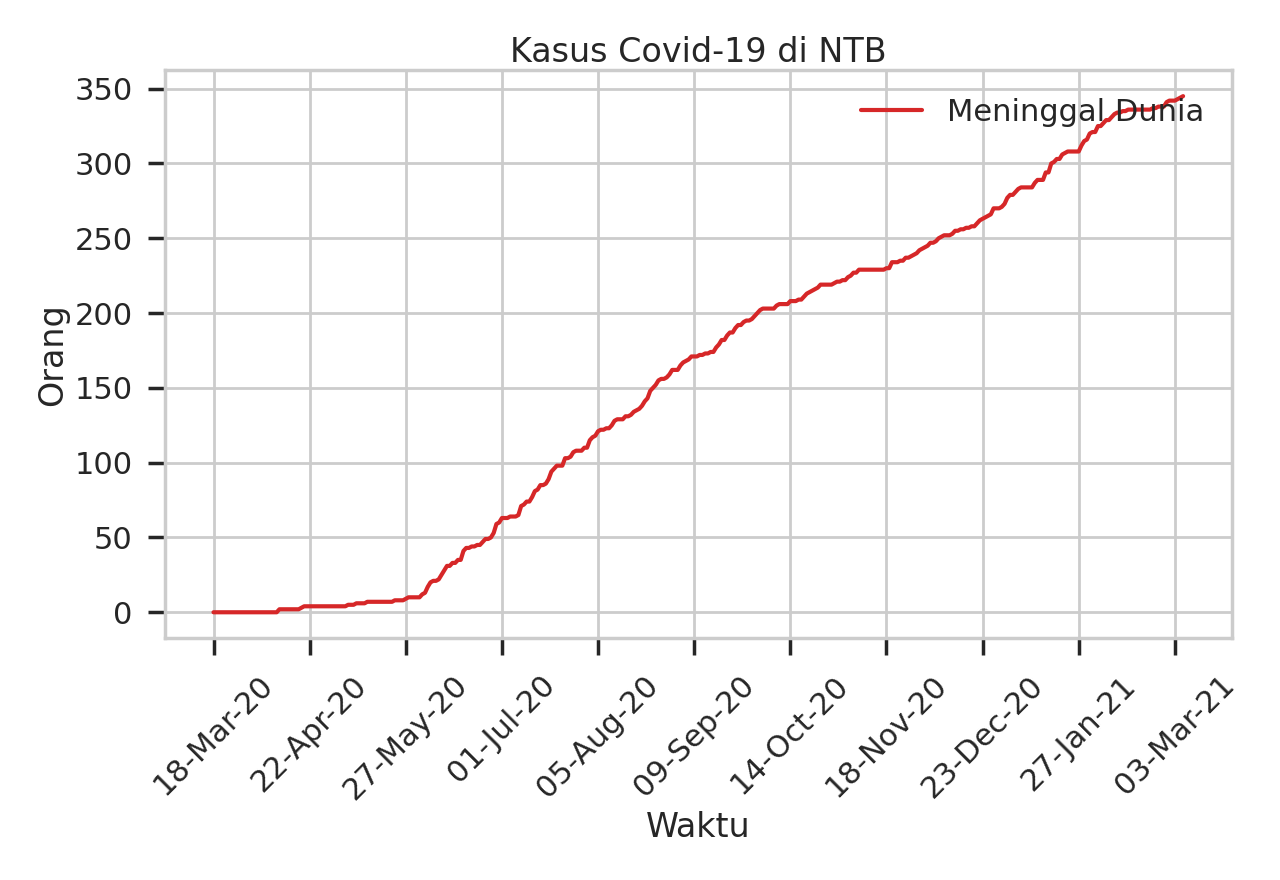 Kasus Covid-19 di NTB
Meninggal Dunia
350
300
250
200
150
100
50
0
Orang
18-Mar-20
22-Apr-20
27-May-20
01-Jul-20
05-Aug-20
09-Sep-20
14-Oct-20
18-Nov-20
23-Dec-20
27-Jan-21
03-Mar-21
Waktu